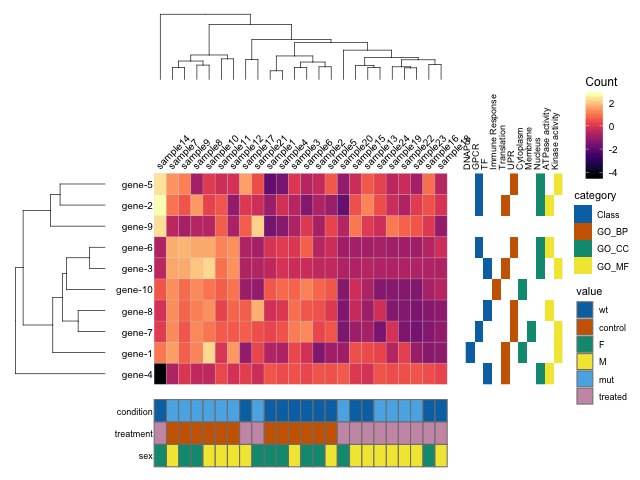 sample14
sample7
sample9
sample8
sample10
sample11
sample12
sample17
sample21
sample1
sample4
sample3
sample6
sample2
sample5
sample20
sample15
sample13
sample24
sample19
sample22
sample23
sample16
sample18
DNAPol
GPCR
TF
Immune Response
Translation
UPR
Cytoplasm
Membrane
Nucleus
ATPase activity
Kinase activity
gene-5
gene-2
gene-9
gene-6
gene-3
gene-10
gene-8
gene-7
gene-1
gene-4
condition
treatment
sex
Count
2
0
-2
-4
category
Class
GO_BP
GO_CC
GO_MF
value
wt
control
F
M
mut
treated